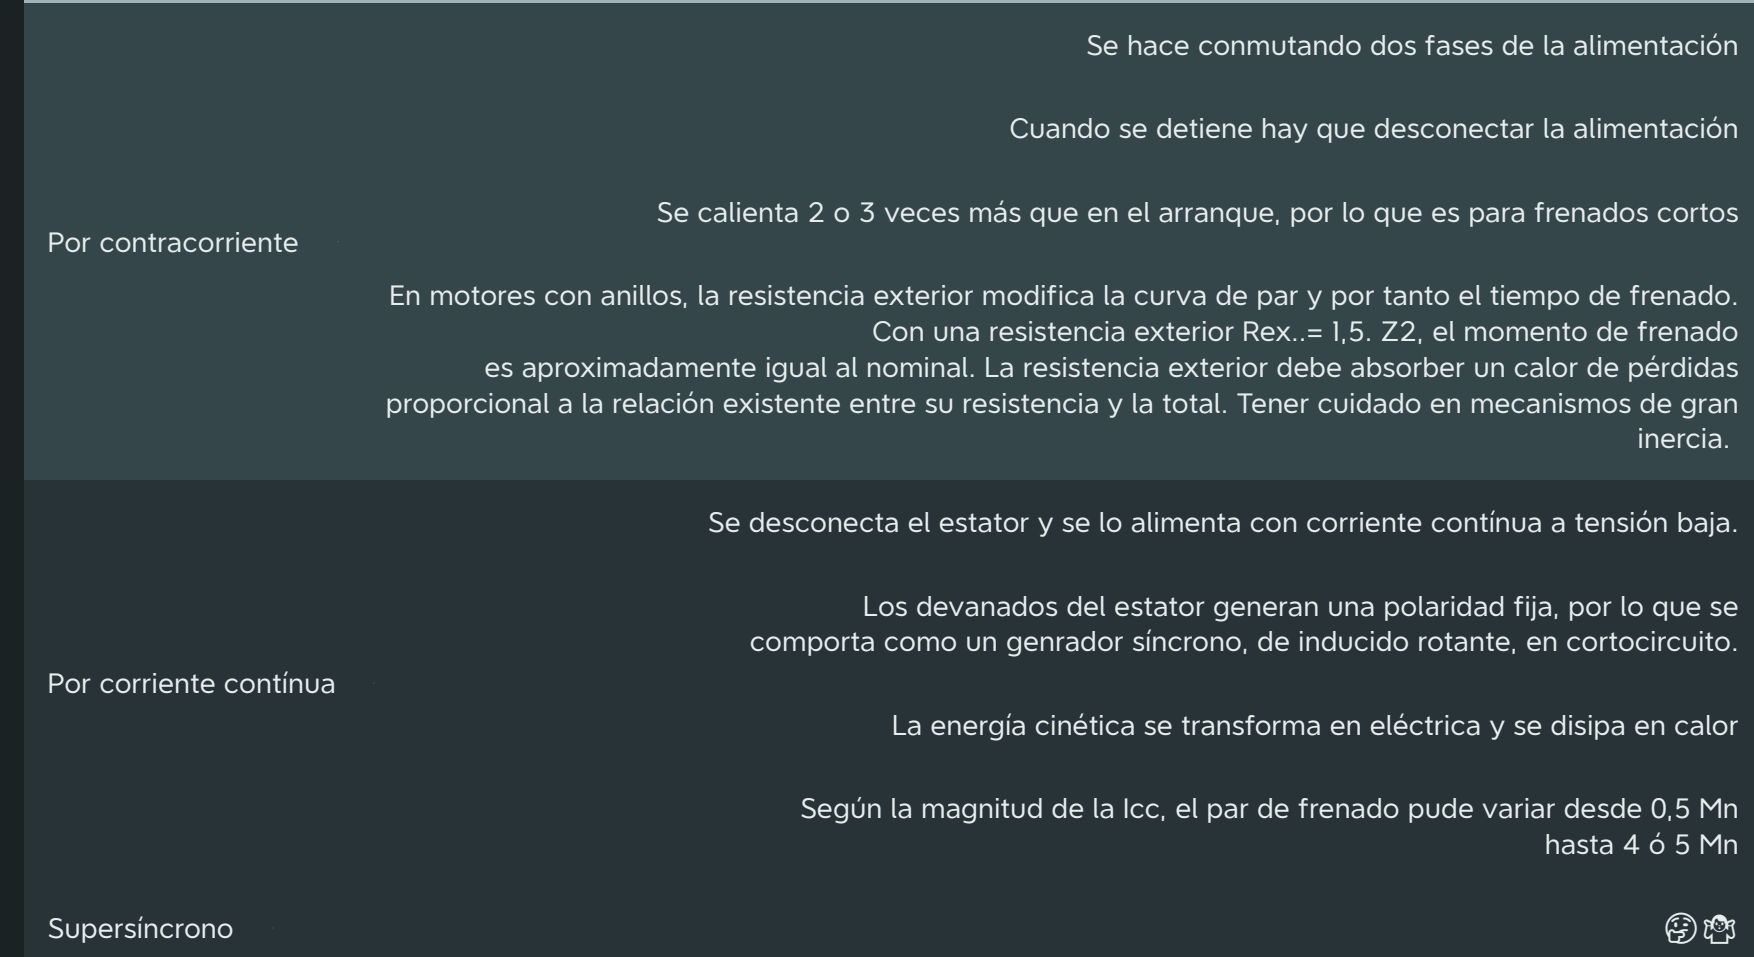 Por contracorriente
Se hace conmutando dos fases de la alimentación
Cuando se detiene hay que desconectar la alimentación
Se calienta 2 o 3 veces más que en el arranque, por lo que es para frenados cortos
En motores con anillos, la resistencia exterior modifica la curva de par y por tanto el tiempo de frenado.
Con una resistencia exterior Rex..= 1,5. Z2, el momento de frenado
es aproximadamente igual al nominal. La resistencia exterior debe absorber un calor de pérdidas
proporcional a la relación existente entre su resistencia y la total. Tener cuidado en mecanismos de gran
inercia.
Por corriente contínua
Se desconecta el estator y se lo alimenta con corriente contínua a tensión baja.
Los devanados del estator generan una polaridad fija, por lo que se
comporta como un genrador síncrono, de inducido rotante, en cortocircuito.
La energía cinética se transforma en eléctrica y se disipa en calor
Según la magnitud de la Icc, el par de frenado pude variar desde 0,5 Mn
hasta 4 ó 5 Mn
Supersíncrono